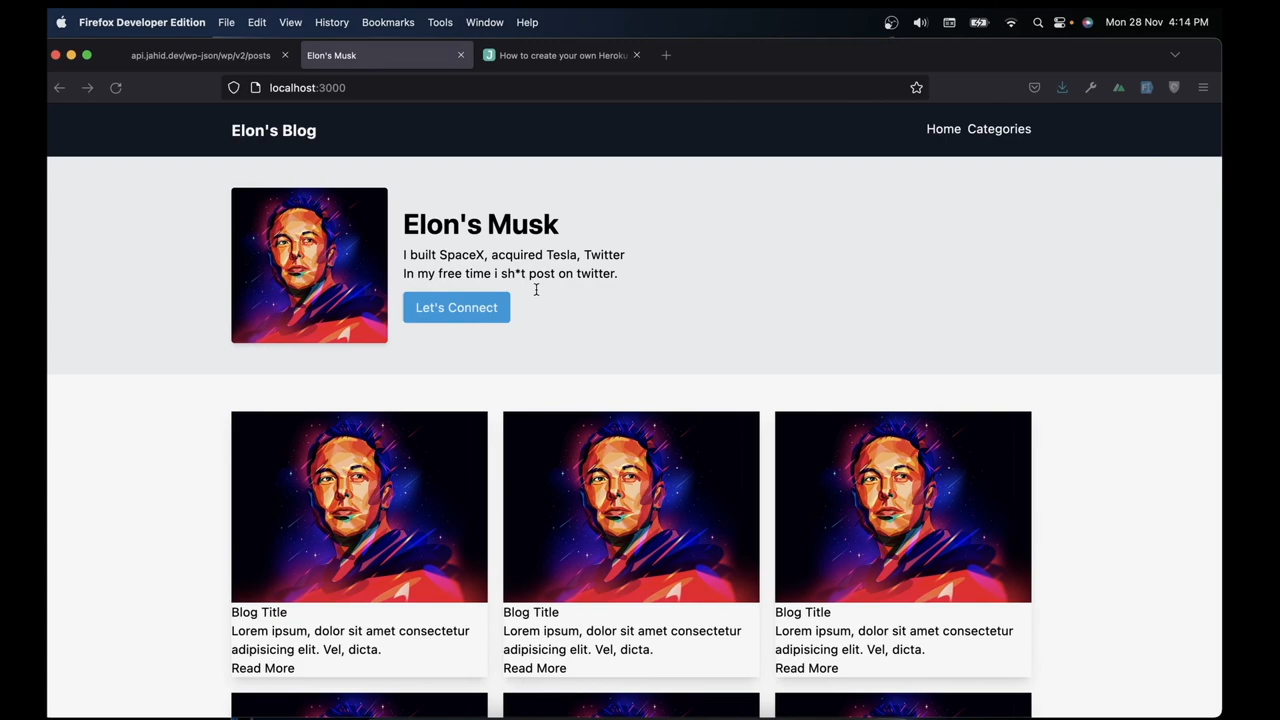 Firefox Developer Edition File Edit View History Bookmarks Tools Window Help Mon 28 Nov 4:14 PM
api.jahid.dev/wp-json/wp/v2/posts Elon's Musk How to create your own Heroku
localhost:3000
Elon's Blog Home Categories
Elon's Musk
I built SpaceX, acquired Tesla, Twitter
In my free time i sh*t post on twitter.
Let's Connect
Blog Title Blog Title Blog Title
Lorem ipsum, dolor sit amet consectetur Lorem ipsum, dolor sit amet consectetur Lorem ipsum, dolor sit amet consectetur
adipisicing elit. Vel, dicta. adipisicing elit. Vel, dicta. adipisicing elit. Vel, dicta.
Read More Read More Read More